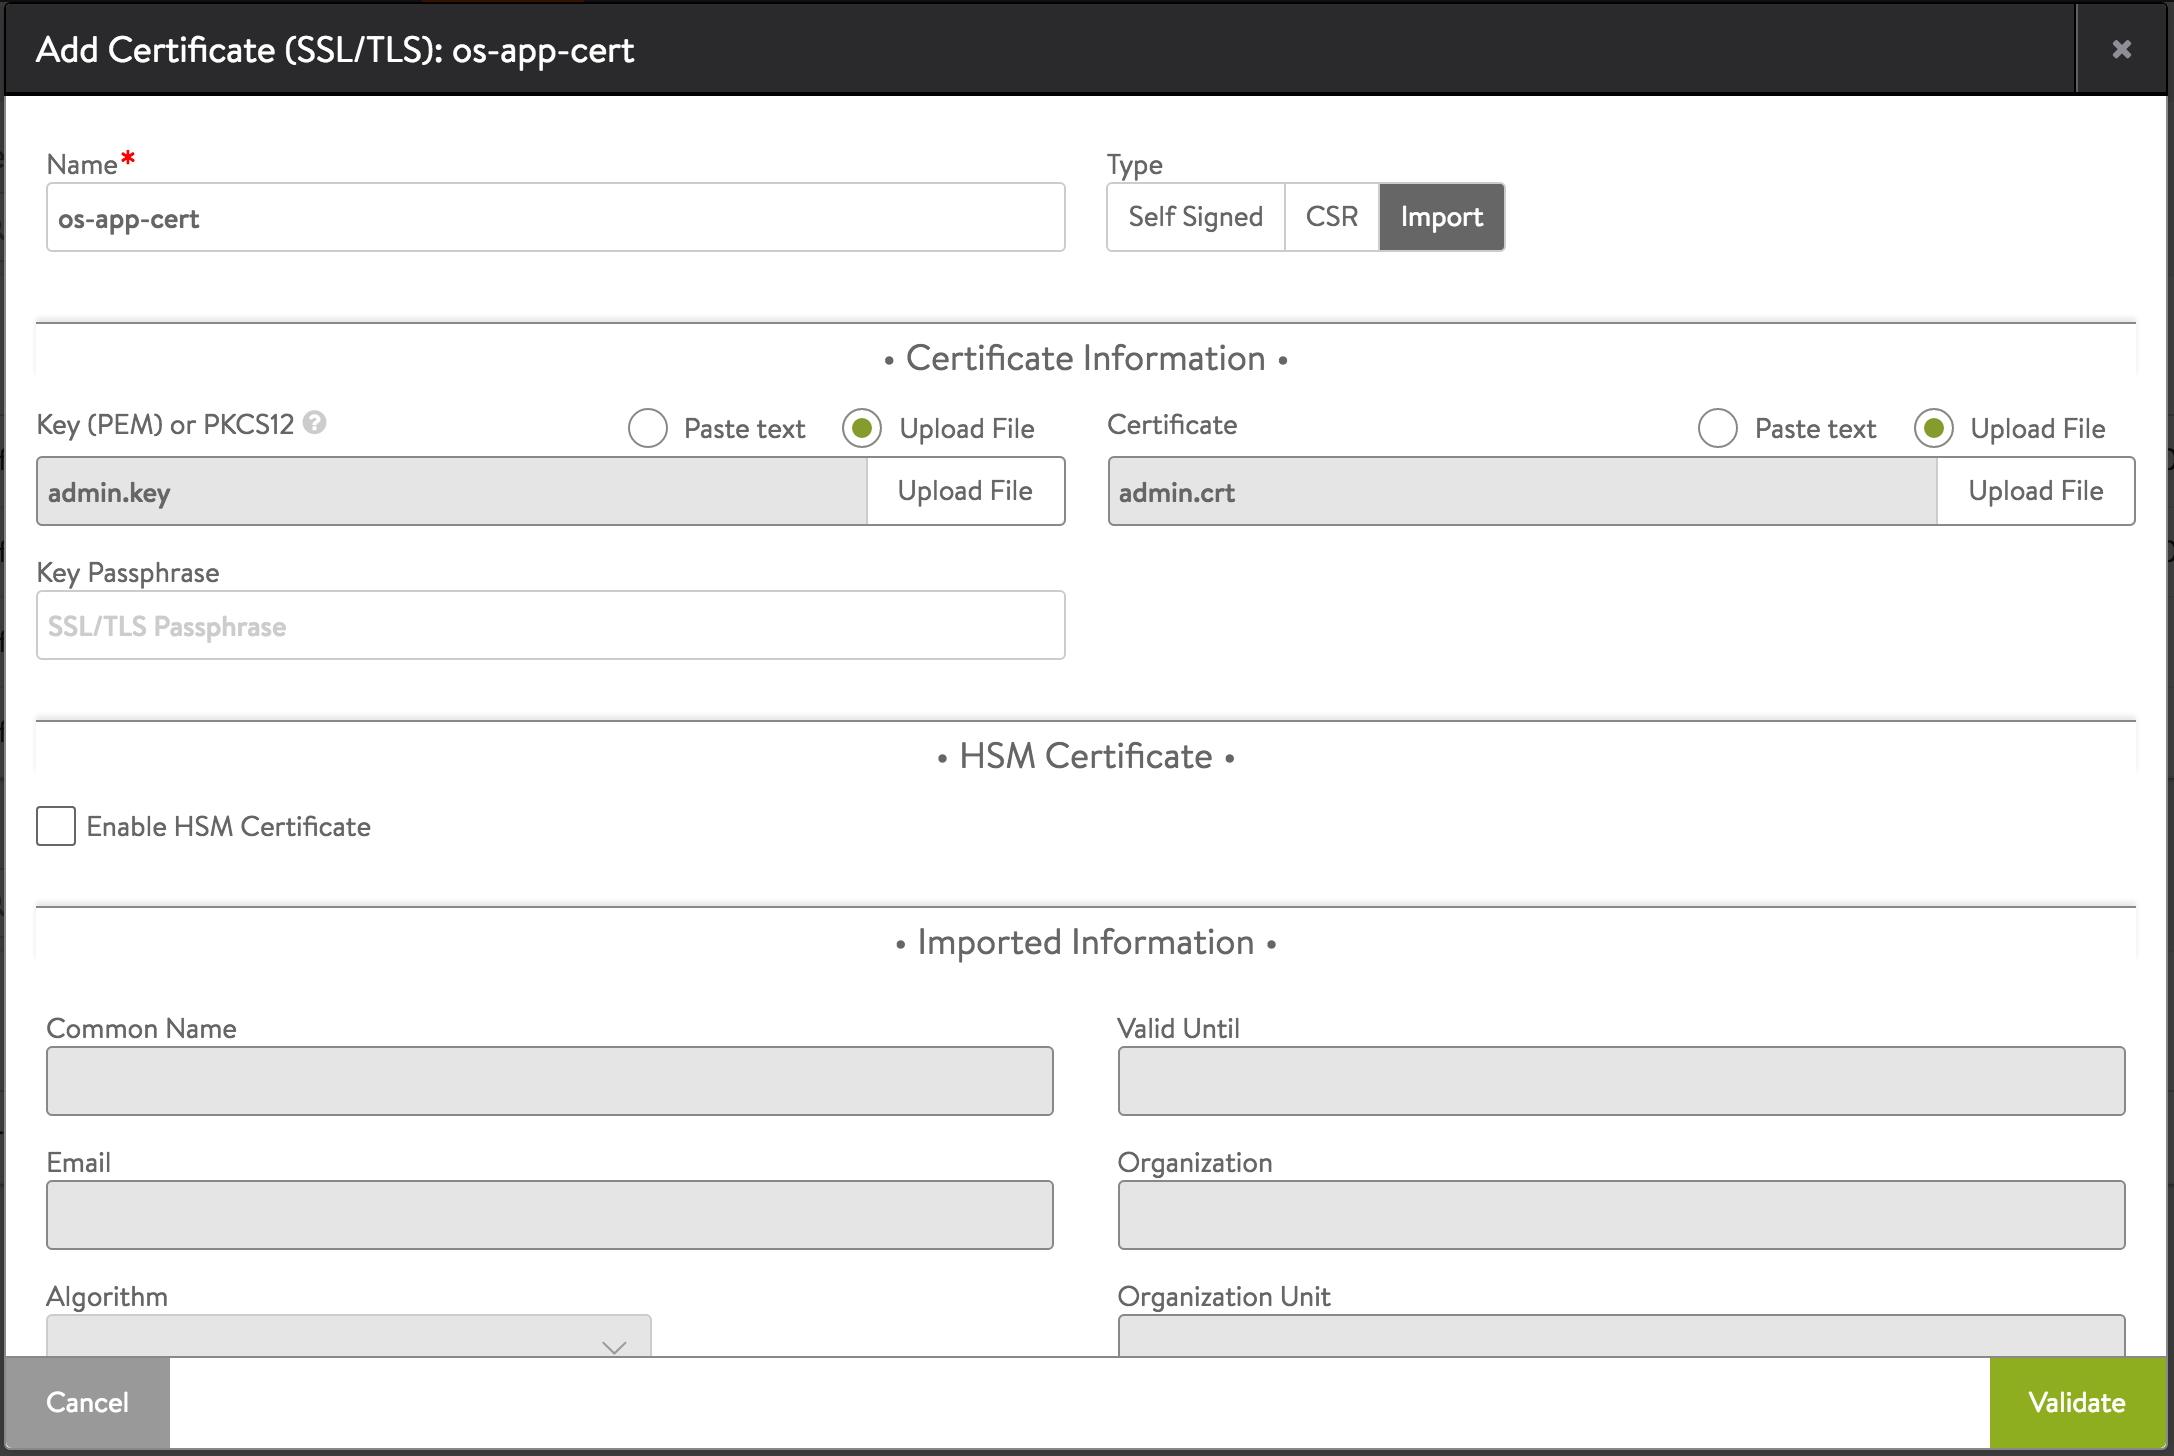 Add Certificate (SSL/TLS): os-app-cert
Name*
Type
os-app-cert
Self Signed
CSR
Import
• Certificate Information •
Key (PEM) or PKCS12 ?
Paste text
Upload File
Certificate
Paste text
Upload File
admin.key
Upload File
admin.crt
Upload File
Key Passphrase
SSL/TLS Passphrase
• HSM Certificate •
Enable HSM Certificate
• Imported Information •
Common Name
Valid Until
Email
Organization
Algorithm
Organization Unit
Cancel
Validate